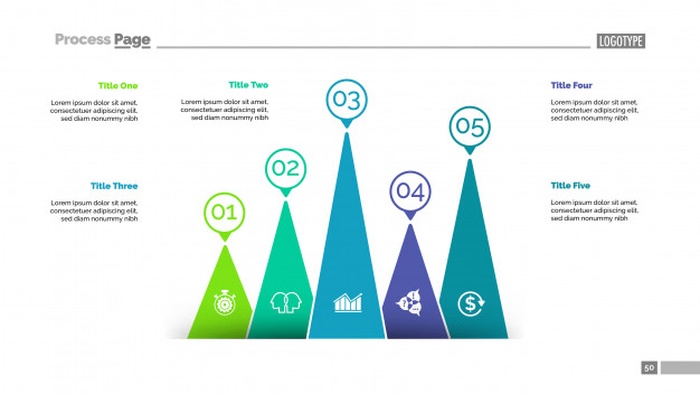 Process Page
LOGOTYPE
Title One
Lorem ipsum dolor sit amet,
consectetuer adipiscing elit,
sed diam nonummy nibh
Title Two
Lorem ipsum dolor sit amet,
consectetuer adipiscing elit,
sed diam nonummy nibh
Title Three
Lorem ipsum dolor sit amet,
consectetuer adipiscing elit,
sed diam nonummy nibh
01
02
03
04
05
$
Title Four
Lorem ipsum dolor sit amet,
consectetuer adipiscing elit,
sed diam nonummy nibh
Title Five
Lorem ipsum dolor sit amet,
consectetuer adipiscing elit,
sed diam nonummy nibh
50